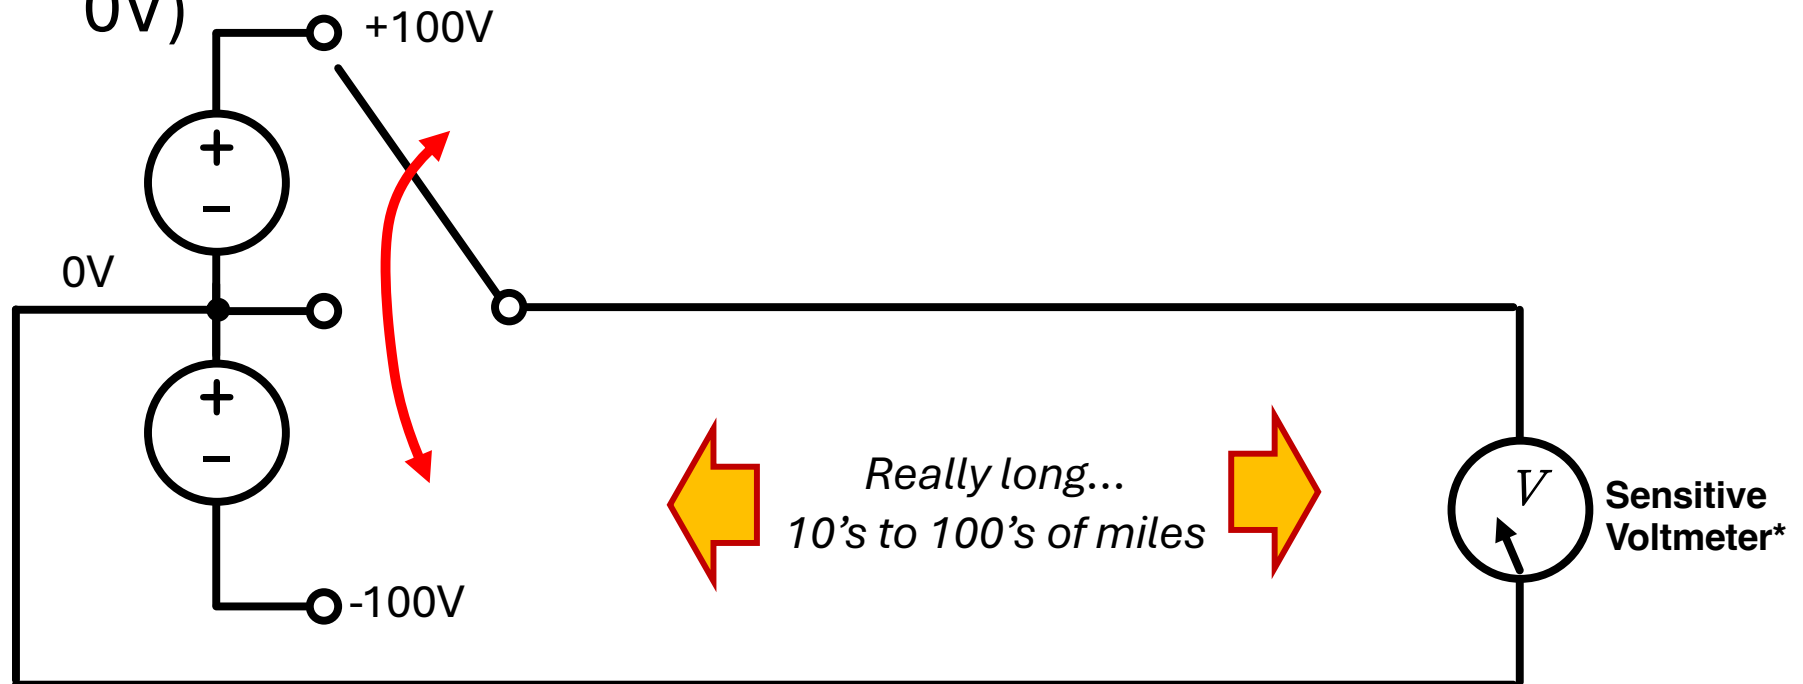 0V)
+100V
+
−
0V
+
−
-100V
Really long…
10’s to 100’s of miles
V
Sensitive
Voltmeter*